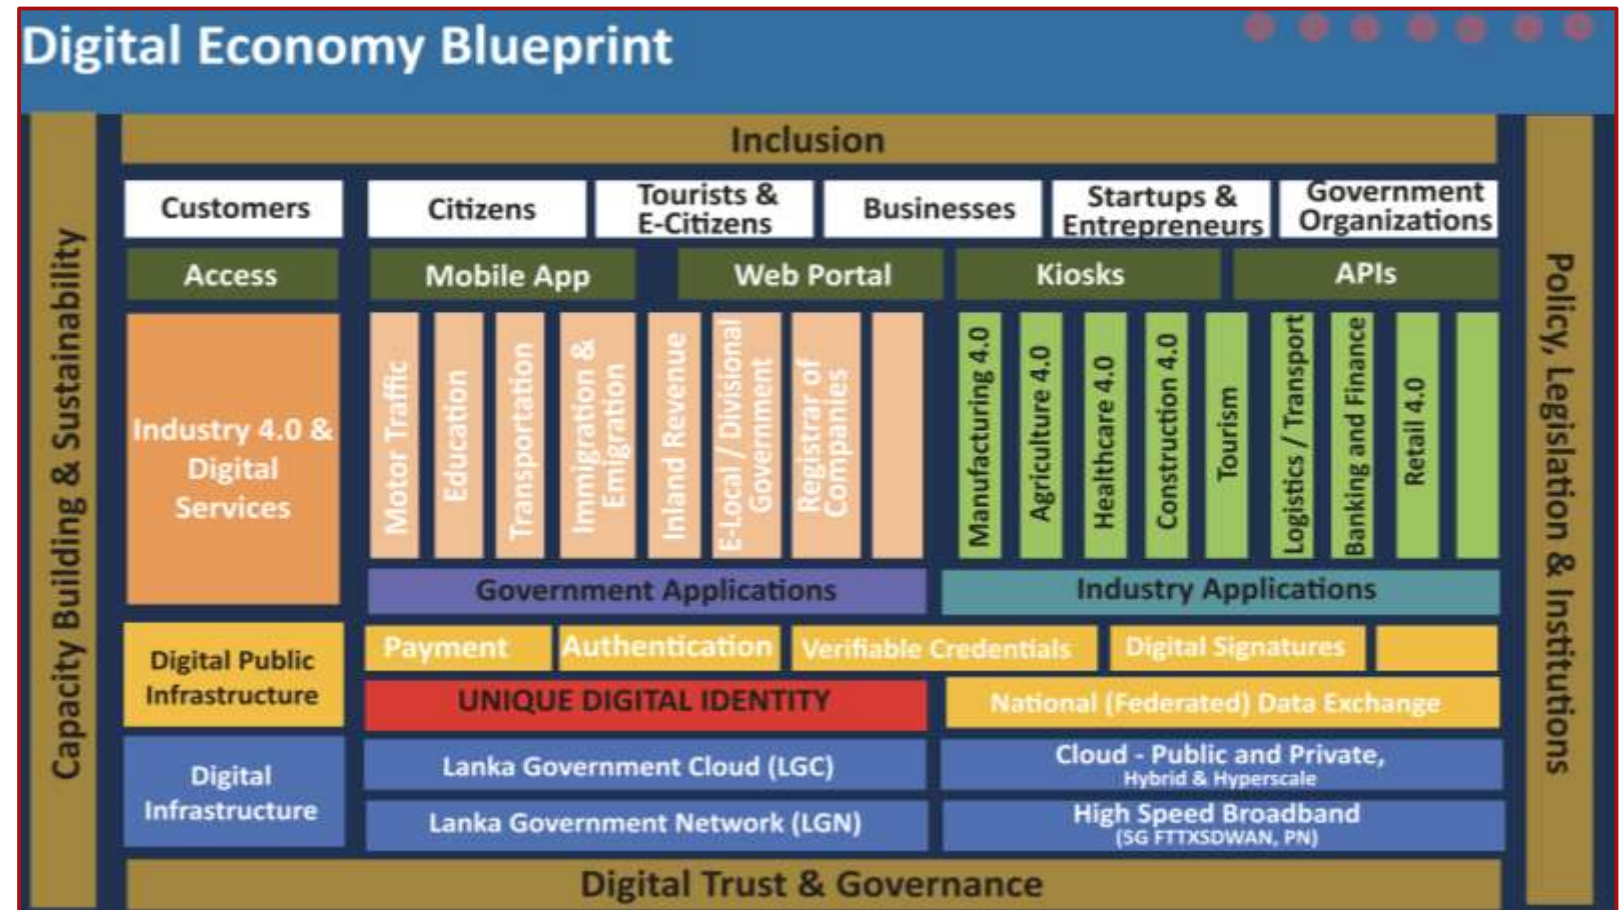 Digital Economy Blueprint
Inclusion
Customers
Citizens
Tourists &
E-Citizens
Businesses
Startups &
Entrepreneurs
Government
Organizations
Access
Mobile App
Web Portal
Kiosks
APIs
Capacity Building & Sustainability
Industry 4.0 &
Digital
Services
Motor Traffic
Education
Transportation
Immigration &
Emigration
Inland Revenue
E-Local / Divisional
Government
Registrar of
Companies
Manufacturing 4.0
Agriculture 4.0
Healthcare 4.0
Construction 4.0
Tourism
Logistics / Transport
Banking and Finance
Retail 4.0
Policy, Legislation & Institutions
Government Applications
Industry Applications
Digital Public
Infrastructure
Payment
Authentication
Verifiable Credentials
Digital Signatures
UNIQUE DIGITAL IDENTITY
National (Federated) Data Exchange
Digital
Infrastructure
Lanka Government Cloud (LGC)
Cloud - Public and Private,
Hybrid & Hyperscale
Lanka Government Network (LGN)
High Speed Broadband
(5G FTTXSDWAN, PN)
Digital Trust & Governance